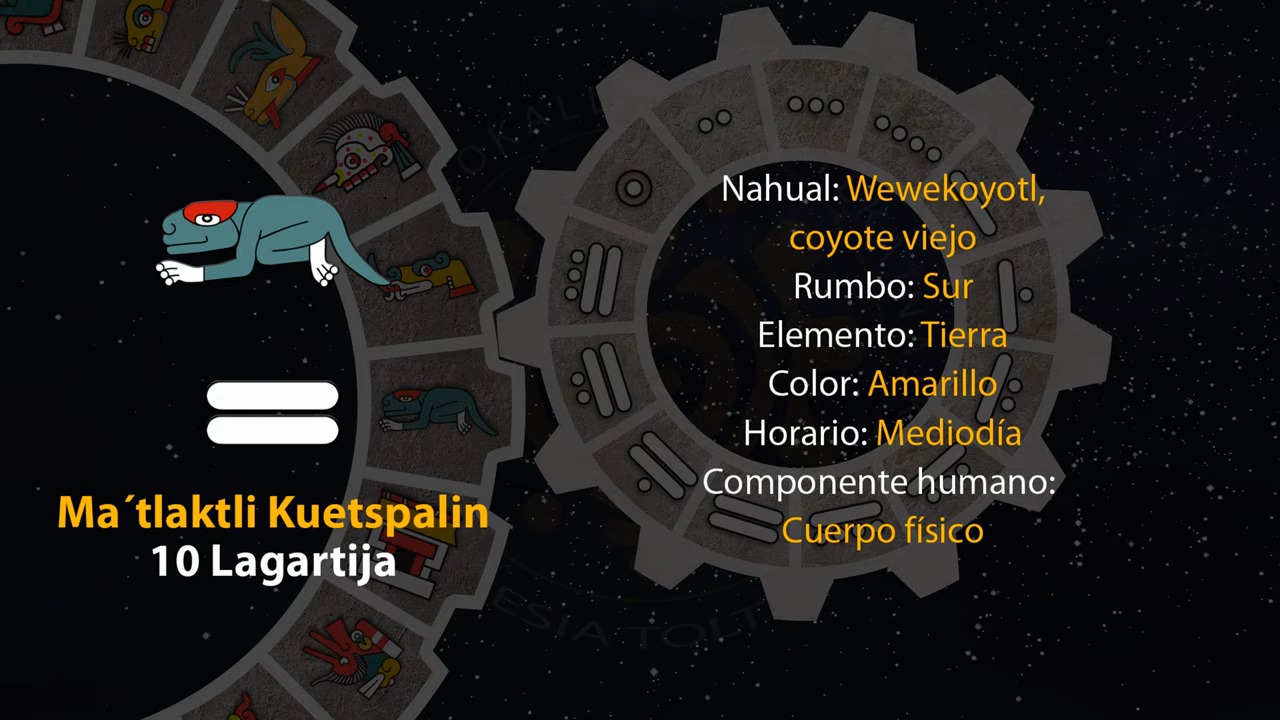 Nahual: Wewekoyotl,
coyote viejo
Rumbo: Sur
Elemento: Tierra
Color: Amarillo
Horario: Mediodía
Componente humano:
Cuerpo físico
Ma´tlaktli Kuetspalin
10 Lagartija